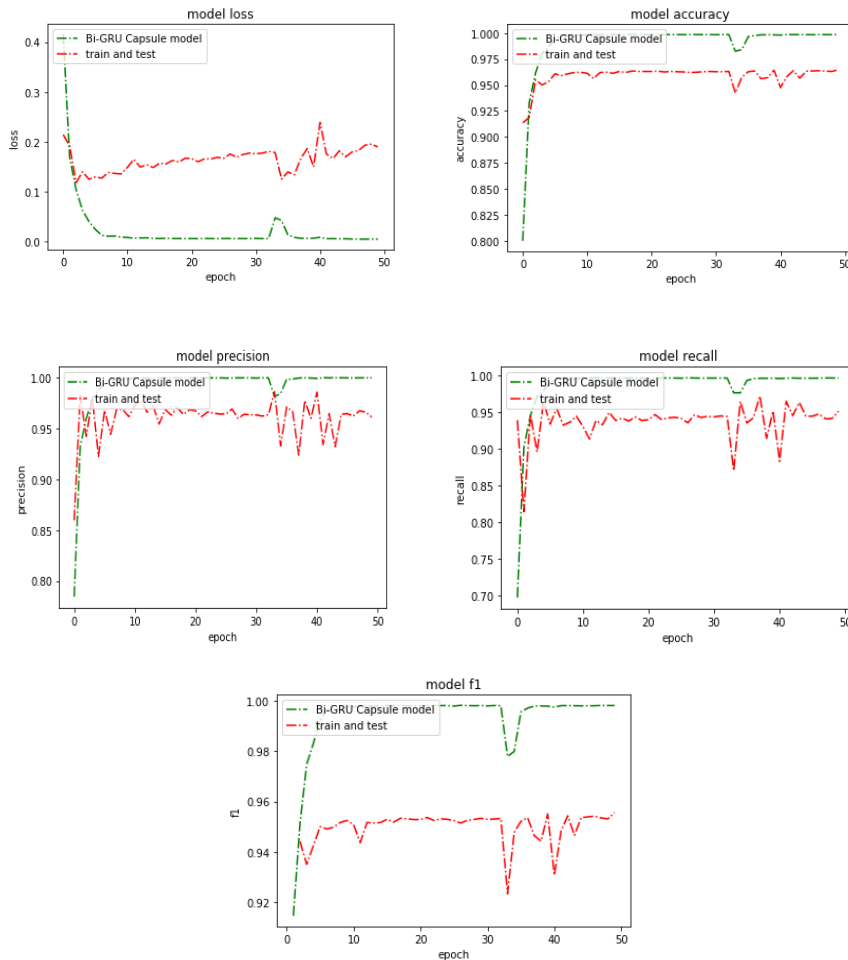 model loss
Bi-GRU Capsule model
train and test
0.4
0.3
0.2
0.1
0.0
loss
0 10 20 30 40 50
epoch
model accuracy
Bi-GRU Capsule model
train and test
1.000
0.975
0.950
0.925
0.900
0.875
0.850
0.825
0.800
accuracy
0 10 20 30 40 50
epoch
model precision
Bi-GRU Capsule model
train and test
1.00
0.95
0.90
0.85
0.80
precision
0 10 20 30 40 50
epoch
model recall
Bi-GRU Capsule model
train and test
1.00
0.95
0.90
0.85
0.80
0.75
0.70
recall
0 10 20 30 40 50
epoch
model f1
Bi-GRU Capsule model
train and test
1.00
0.98
0.96
0.94
0.92
f1
0 10 20 30 40 50
epoch